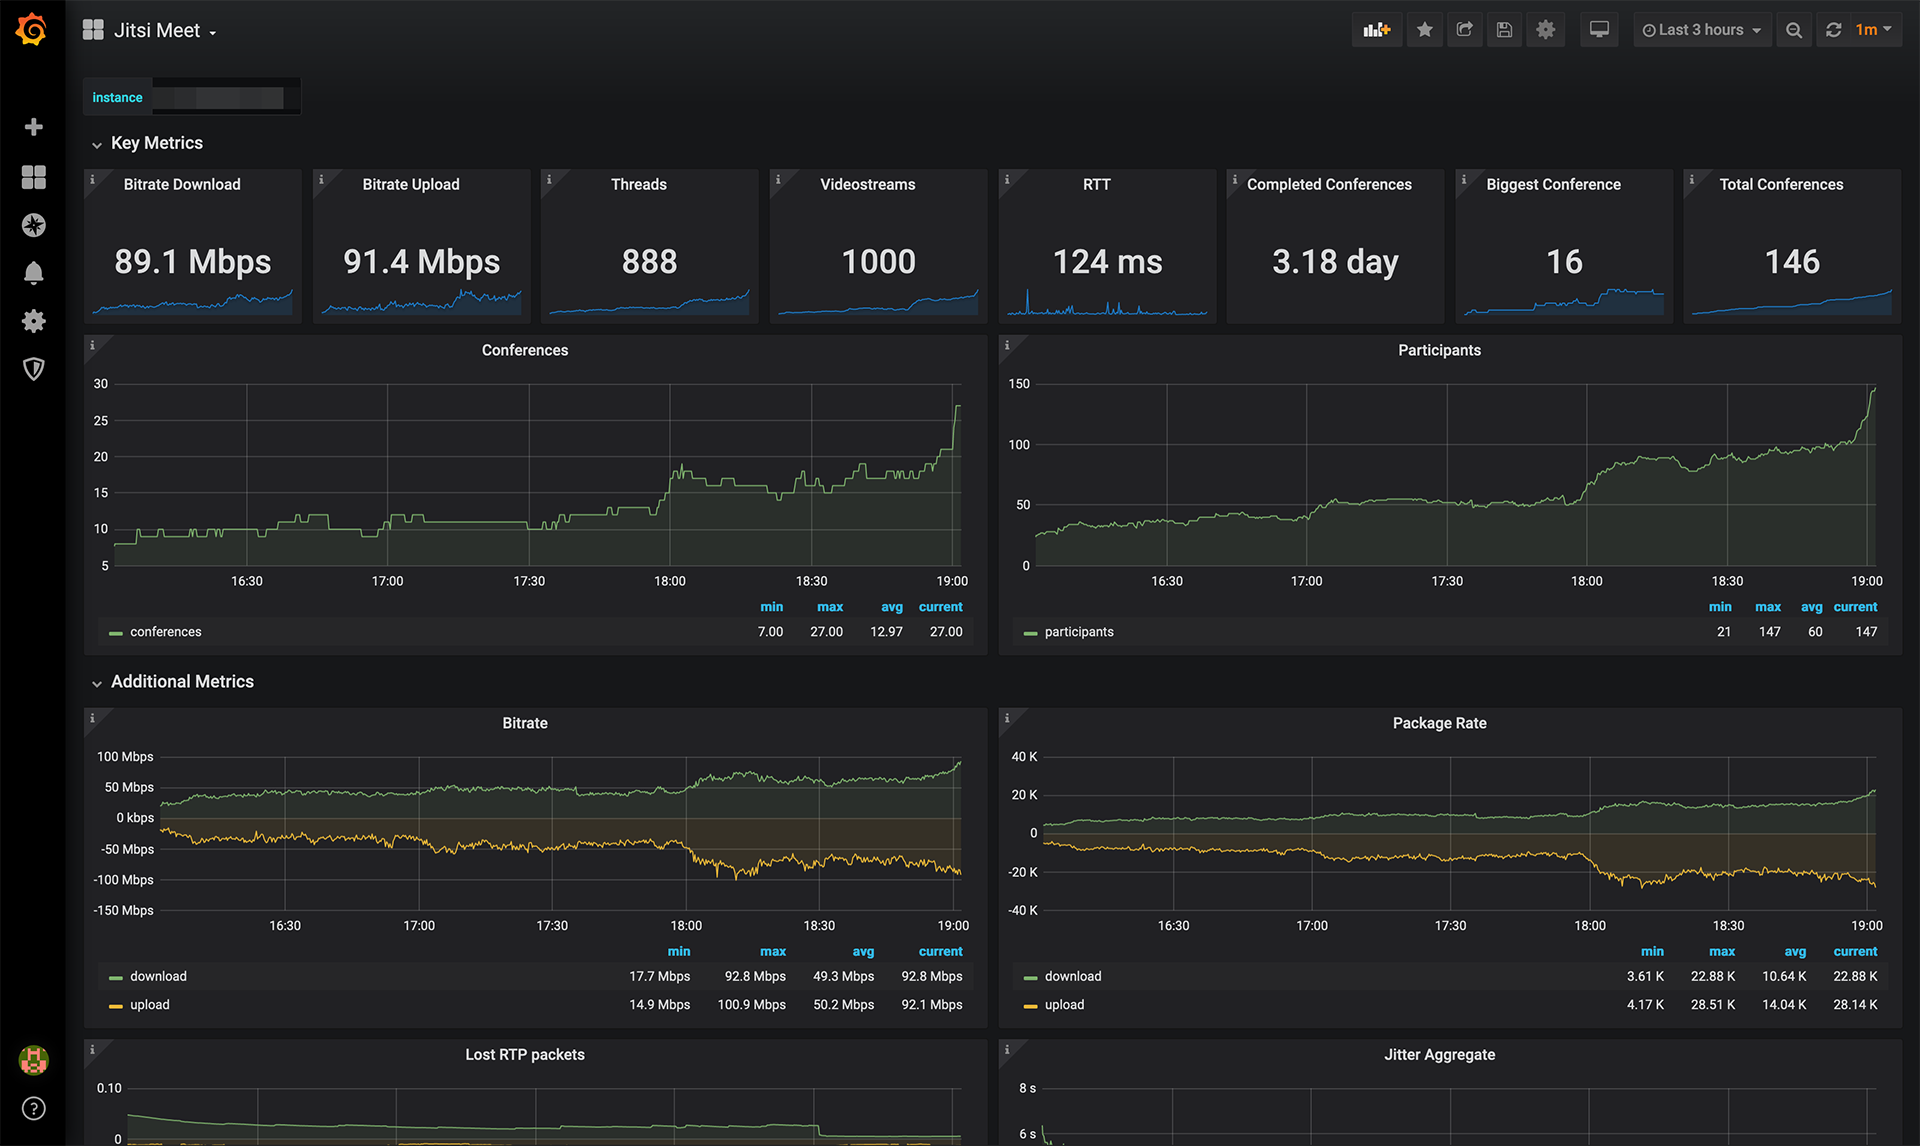 Jitsi Meet
Last 3 hours
1m
instance
Key Metrics
Bitrate Download
89.1 Mbps
Bitrate Upload
91.4 Mbps
Threads
888
Videostreams
1000
RTT
124 ms
Completed Conferences
3.18 day
Biggest Conference
16
Total Conferences
146
Conferences
30
25
20
15
10
5
16:30 17:00 17:30 18:00 18:30 19:00
min max avg current
conferences 7.00 27.00 12.97 27.00
Participants
150
100
50
0
16:30 17:00 17:30 18:00 18:30 19:00
min max avg current
participants 21 147 60 147
Additional Metrics
Bitrate
100 Mbps
50 Mbps
0 kbps
-50 Mbps
-100 Mbps
-150 Mbps
16:30 17:00 17:30 18:00 18:30 19:00
min max avg current
download 17.7 Mbps 92.8 Mbps 49.3 Mbps 92.8 Mbps
upload 14.9 Mbps 100.9 Mbps 50.2 Mbps 92.1 Mbps
Package Rate
40 K
20 K
0
-20 K
-40 K
16:30 17:00 17:30 18:00 18:30 19:00
min max avg current
download 3.61 K 22.88 K 10.64 K 22.88 K
upload 4.17 K 28.51 K 14.04 K 28.14 K
Lost RTP packets
0.10
0
Jitter Aggregate
8 s
6 s